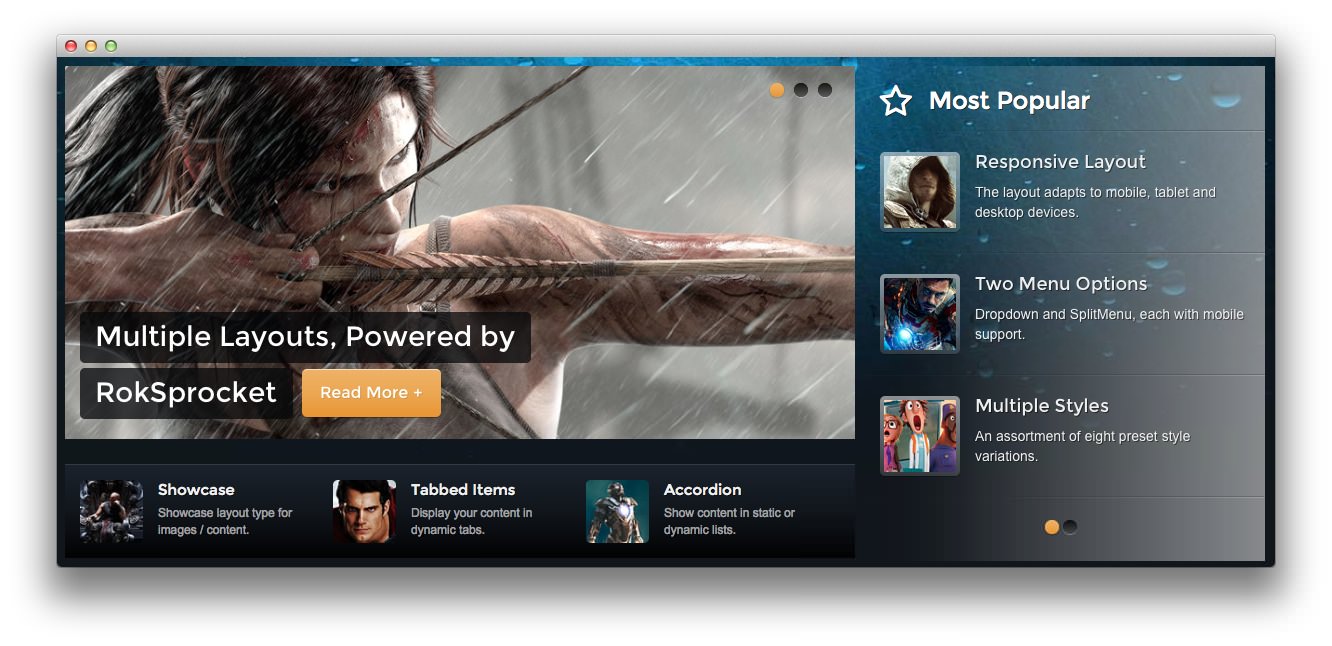 Multiple Layouts, Powered by
RokSprocket
Read More +
Showcase
Showcase layout type for
images / content.
Tabbed Items
Display your content in
dynamic tabs.
Accordion
Show content in static or
dynamic lists.
Most Popular
Responsive Layout
The layout adapts to mobile, tablet and
desktop devices.
Two Menu Options
Dropdown and SplitMenu, each with mobile
support.
Multiple Styles
An assortment of eight preset style
variations.